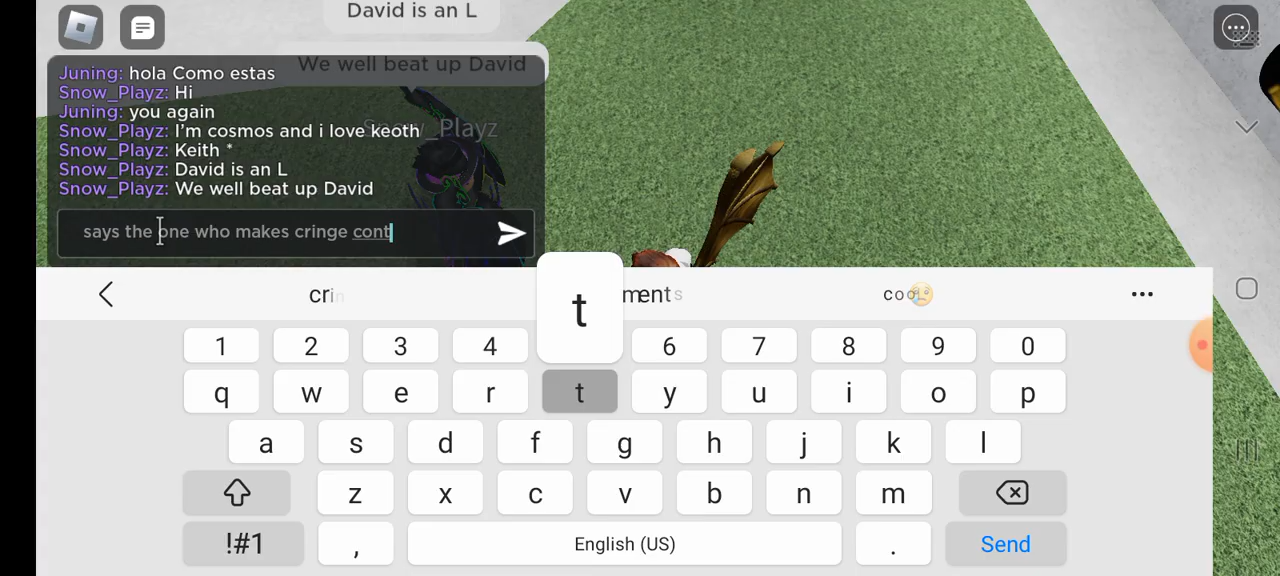 David is an L
We well beat up David
Snow_Playz
Juning: hola Como estas
Snow_Playz: Hi
Juning: you again
Snow_Playz: I'm cosmos and i love keoth
Snow_Playz: Keith *
Snow_Playz: David is an L
Snow_Playz: We well beat up David
says the one who makes cringe cont
t
1 2 3 4 6 7 8 9 0
q w e r t y u i o p
a s d f g h j k l
z x c v b n m
!#1 , English (US) . Send